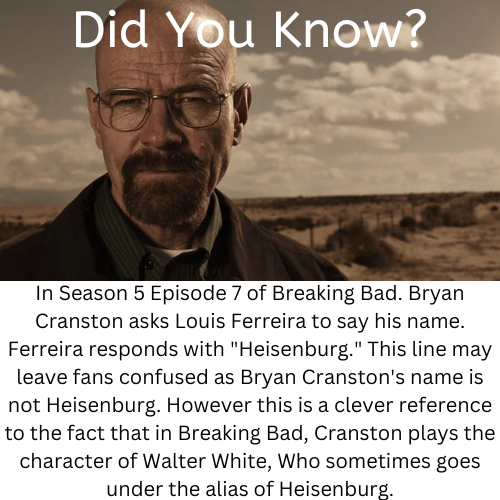 Did You Know?
In Season 5 Episode 7 of Breaking Bad. Bryan
Cranston asks Louis Ferreira to say his name.
Ferreira responds with "Heisenburg." This line may
leave fans confused as Bryan Cranston's name is
not Heisenburg. However this is a clever reference
to the fact that in Breaking Bad, Cranston plays the
character of Walter White, Who sometimes goes
under the alias of Heisenburg.